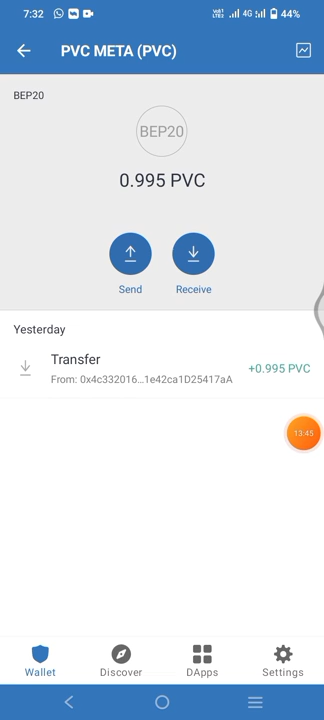 7:32 4G 44%
PVC META (PVC)
BEP20
BEP20
0.995 PVC
Send Receive
Yesterday
Transfer
+0.995 PVC
From: 0x4c332016...1e42ca1D25417aA
13:45
Wallet Discover DApps Settings